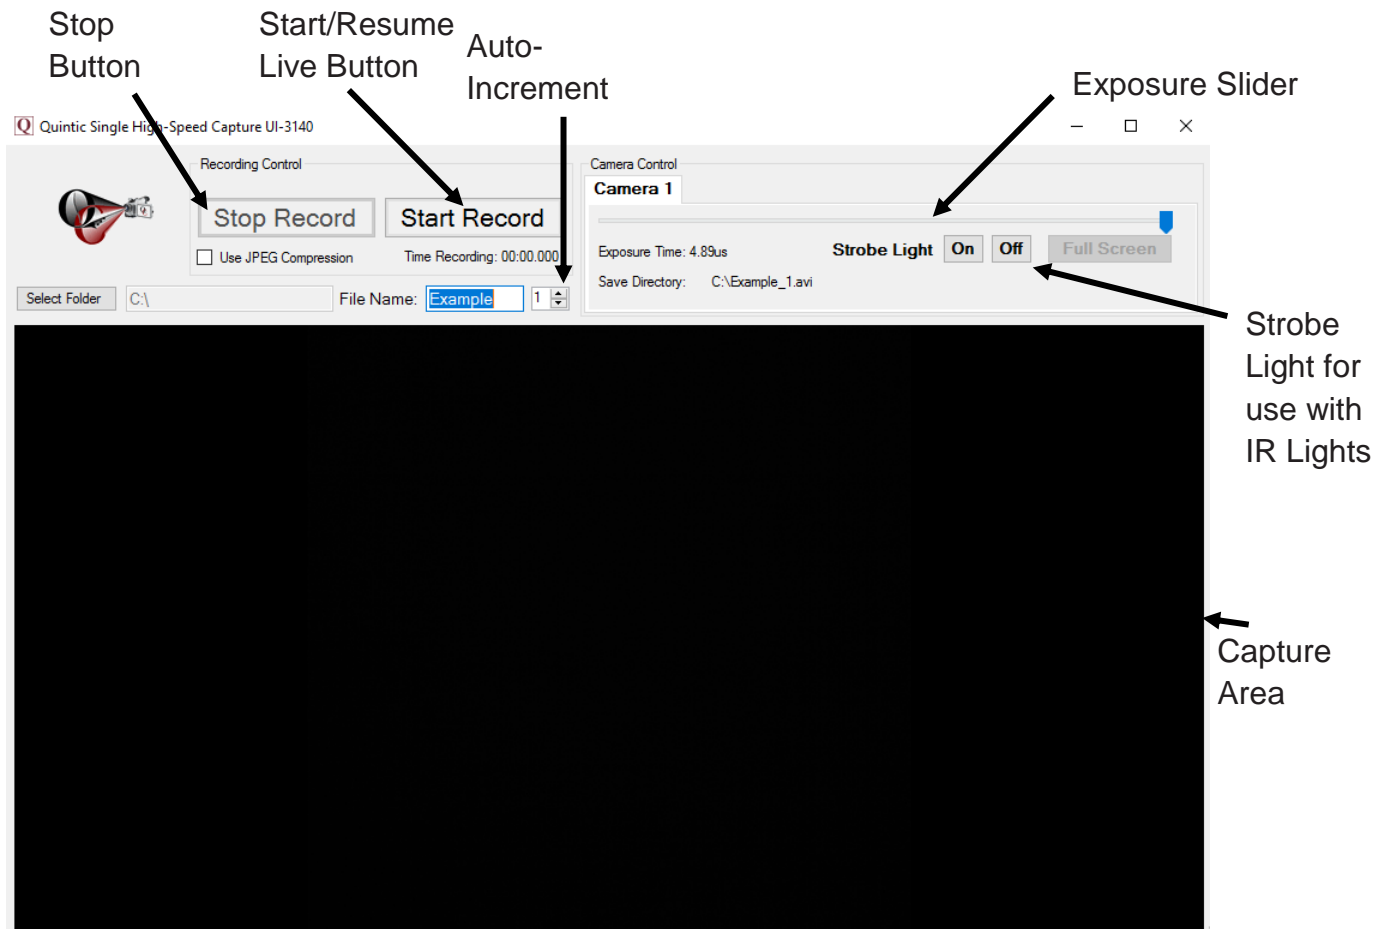 Stop
Button
Start/Resume
Live Button
Auto-
Increment
Exposure Slider
Q Quintic Single High-Speed Capture UI-3140
Recording Control
Camera Control
Camera 1
Stop Record
Start Record
Use JPEG Compression
Time Recording: 00:00.000
Exposure Time: 4.89us
Strobe Light On Off Full Screen
Save Directory: C:\Example_1.avi
Select Folder C:\ File Name: Example 1
Strobe
Light for
use with
IR Lights
Capture
Area